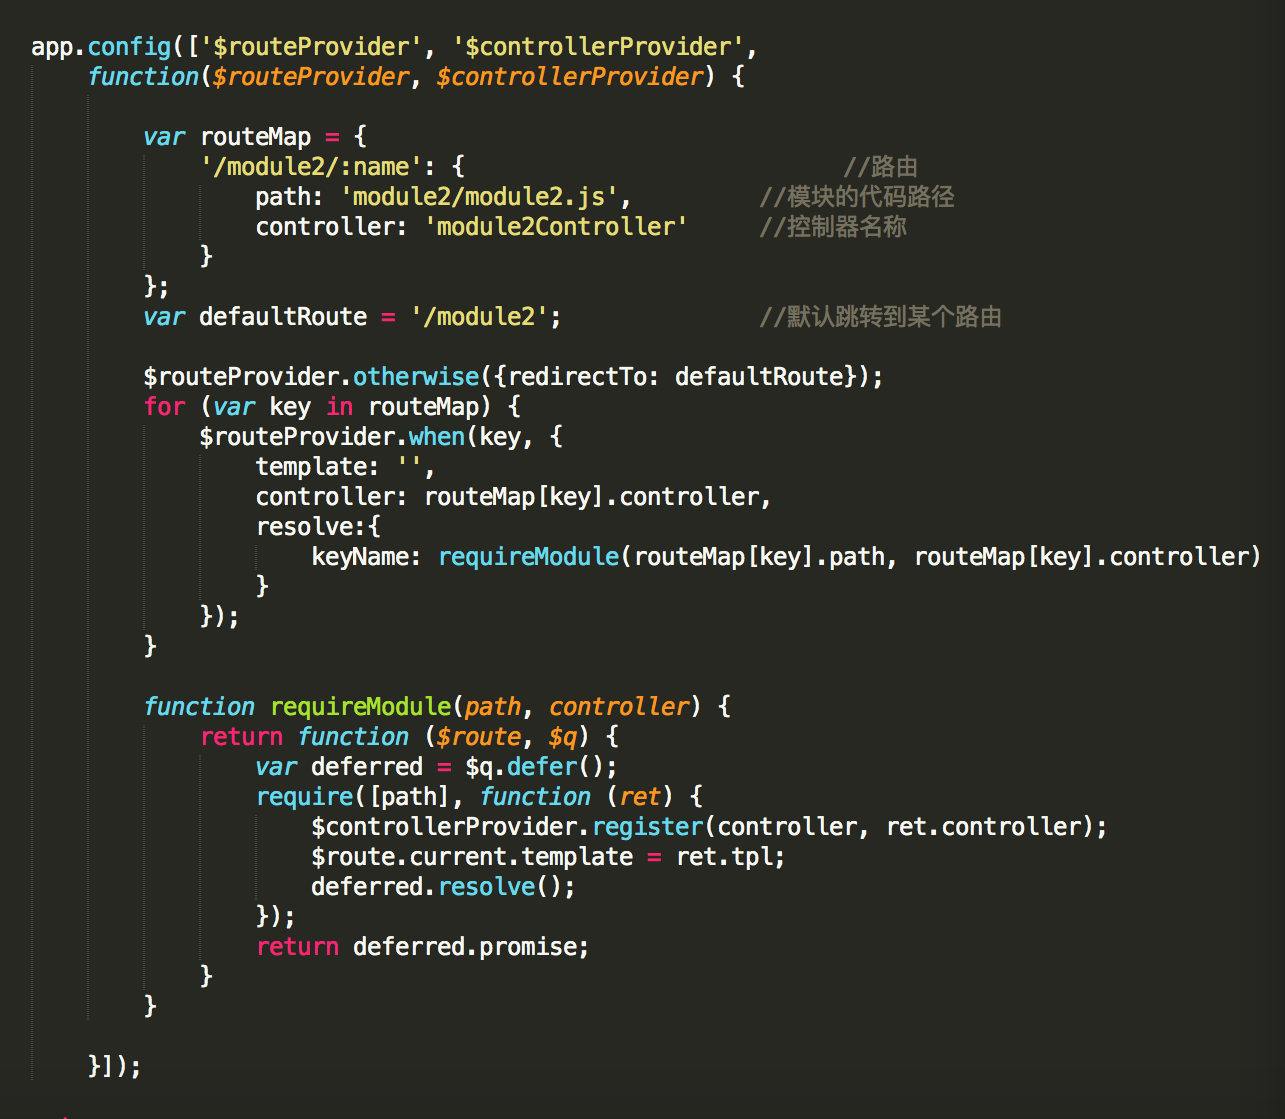 app.config(['$routeProvider', '$controllerProvider',
function($routeProvider, $controllerProvider) {
var routeMap = {
'/module2/:name': { //路由
path: 'module2/module2.js', //模块的代码路径
controller: 'module2Controller' //控制器名称
}
};
var defaultRoute = '/module2'; //默认跳转到某个路由
$routeProvider.otherwise({redirectTo: defaultRoute});
for (var key in routeMap) {
$routeProvider.when(key, {
template: '',
controller: routeMap[key].controller,
resolve:{
keyName: requireModule(routeMap[key].path, routeMap[key].controller)
}
});
}
function requireModule(path, controller) {
return function ($route, $q) {
var deferred = $q.defer();
require([path], function (ret) {
$controllerProvider.register(controller, ret.controller);
$route.current.template = ret.tpl;
deferred.resolve();
});
return deferred.promise;
}
}
}]);